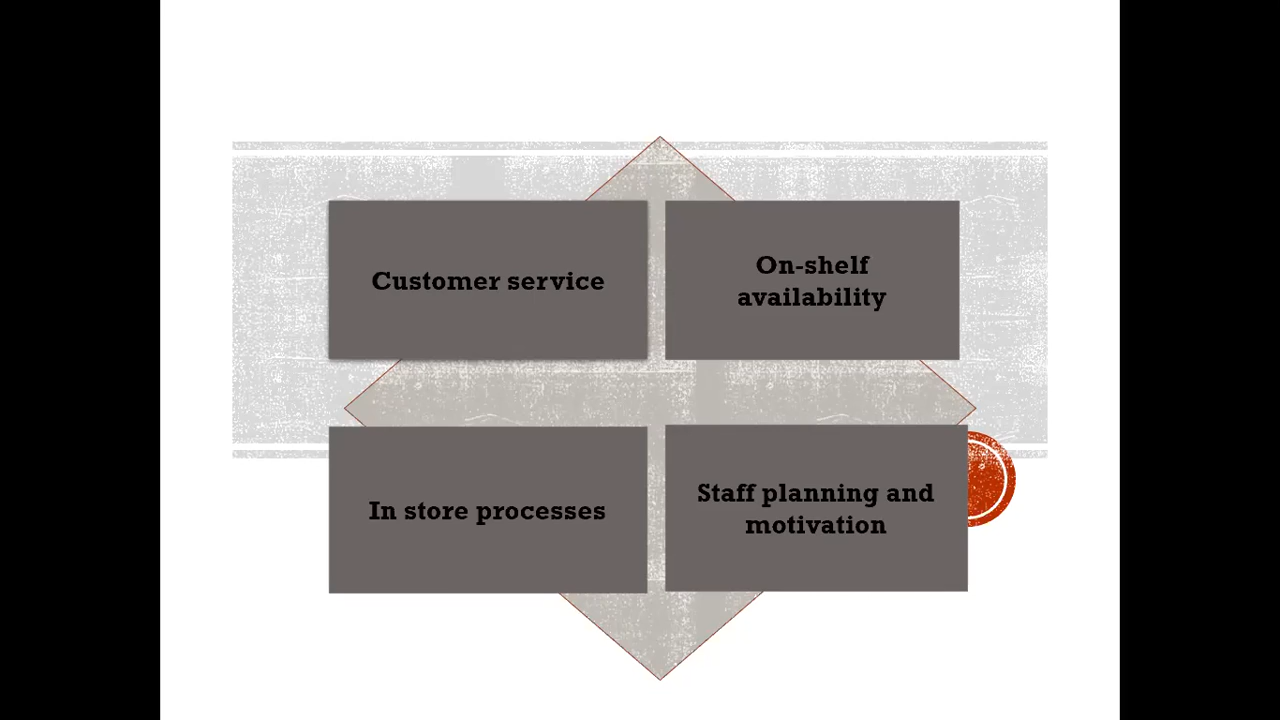 Customer service
On-shelf
availability
In store processes
Staff planning and
motivation